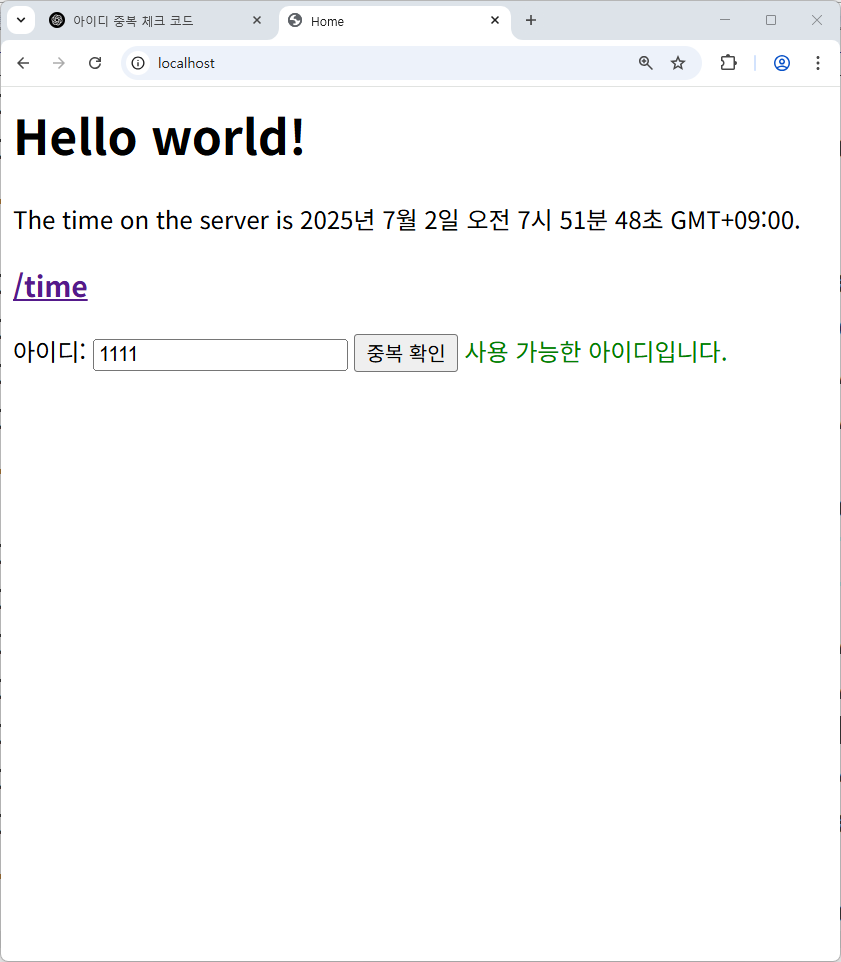 아이디 중복 체크 코드
Home
localhost
Hello world!
The time on the server is 2025년 7월 2일 오전 7시 51분 48초 GMT+09:00.
/time
아이디: 1111 중복 확인 사용 가능한 아이디입니다.